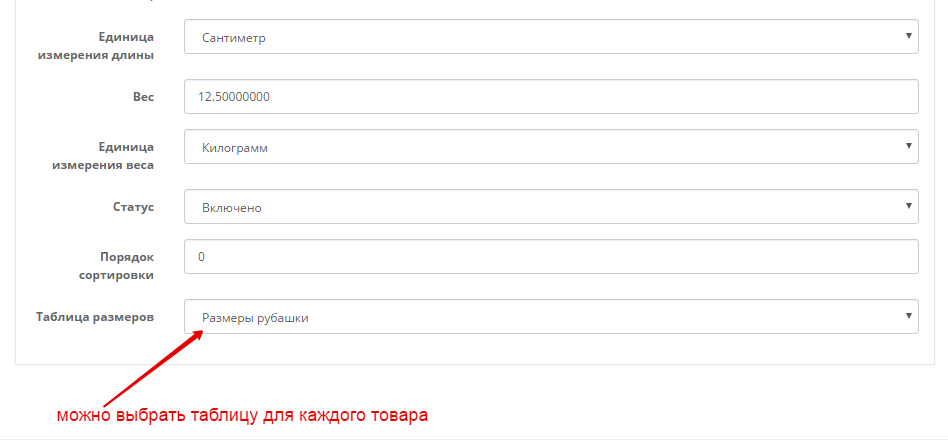 Единица
измерения длины
Сантиметр
Вес
12.50000000
Единица
измерения веса
Килограмм
Статус
Включено
Порядок
сортировки
0
Таблица размеров
Размеры рубашки
можно выбрать таблицу для каждого товара